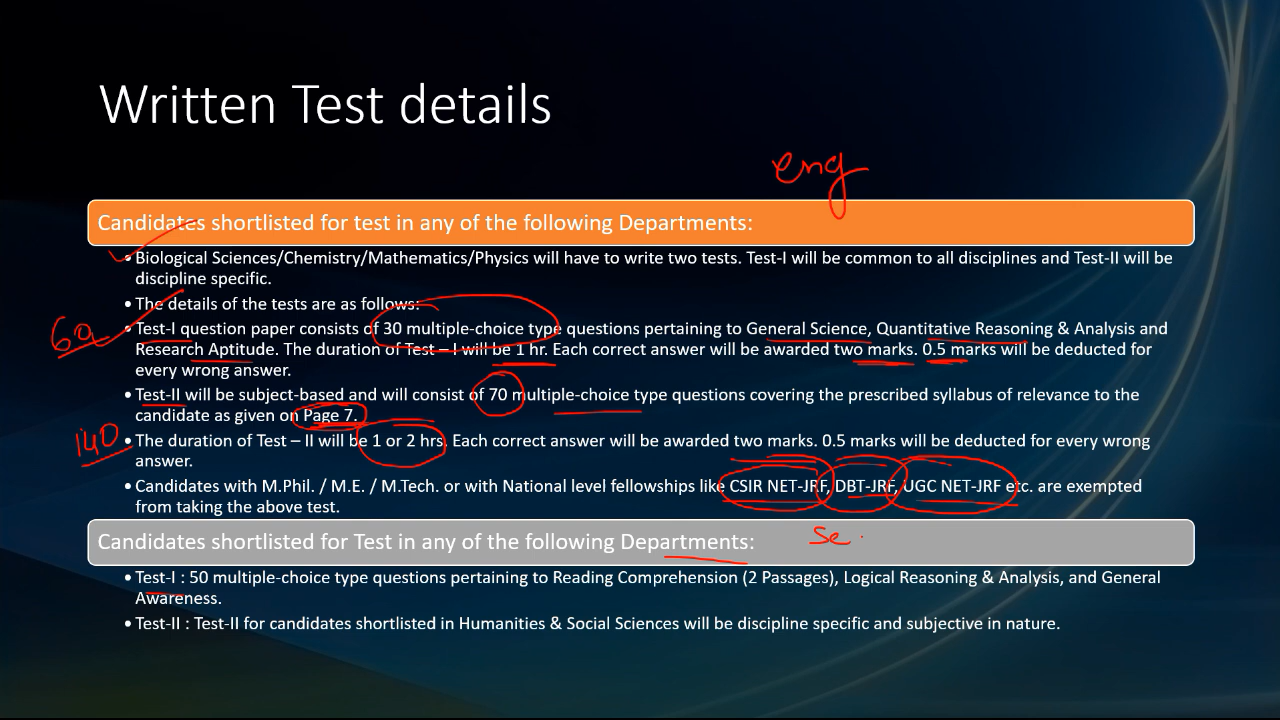 Written Test details
eng
Candidates shortlisted for test in any of the following Departments:
• Biological Sciences/Chemistry/Mathematics/Physics will have to write two tests. Test-I will be common to all disciplines and Test-II will be
discipline specific.
• The details of the tests are as follows:
60
• Test-I question paper consists of 30 multiple-choice type questions pertaining to General Science, Quantitative Reasoning & Analysis and
Research Aptitude. The duration of Test – I will be 1 hr. Each correct answer will be awarded two marks. 0.5 marks will be deducted for
every wrong answer.
• Test-II will be subject-based and will consist of 70 multiple-choice type questions covering the prescribed syllabus of relevance to the
candidate as given on Page 7.
140
• The duration of Test – II will be 1 or 2 hrs. Each correct answer will be awarded two marks. 0.5 marks will be deducted for every wrong
answer.
• Candidates with M.Phil. / M.E. / M.Tech. or with National level fellowships like CSIR NET-JRF, DBT-JRF, UGC NET-JRF etc. are exempted
from taking the above test.
Candidates shortlisted for Test in any of the following Departments:
Sc
• Test-I : 50 multiple-choice type questions pertaining to Reading Comprehension (2 Passages), Logical Reasoning & Analysis, and General
Awareness.
• Test-II : Test-II for candidates shortlisted in Humanities & Social Sciences will be discipline specific and subjective in nature.